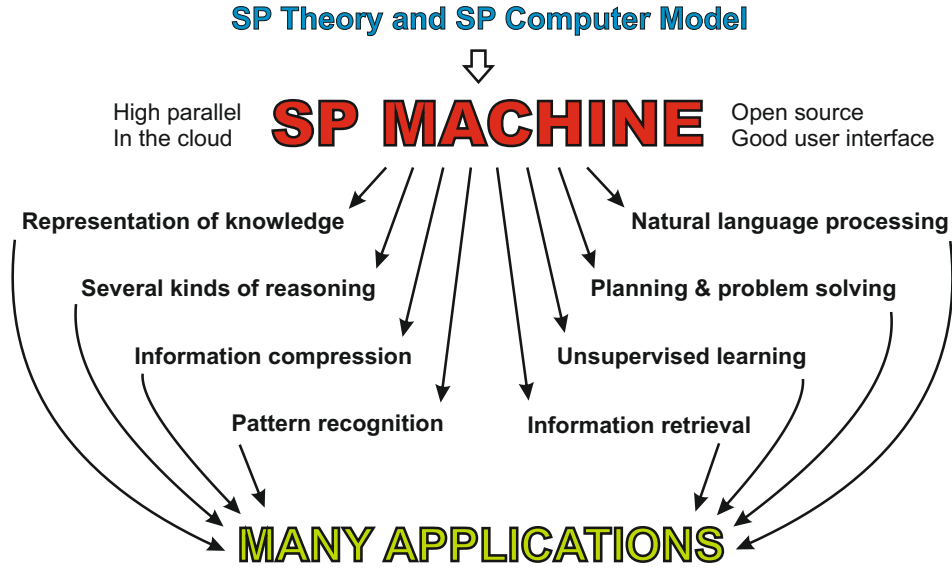 SP Theory and SP Computer Model
High parallel
In the cloud
SP MACHINE
Open source
Good user interface
Representation of knowledge
Natural language processing
Several kinds of reasoning
Planning & problem solving
Information compression
Unsupervised learning
Pattern recognition
Information retrieval
MANY APPLICATIONS